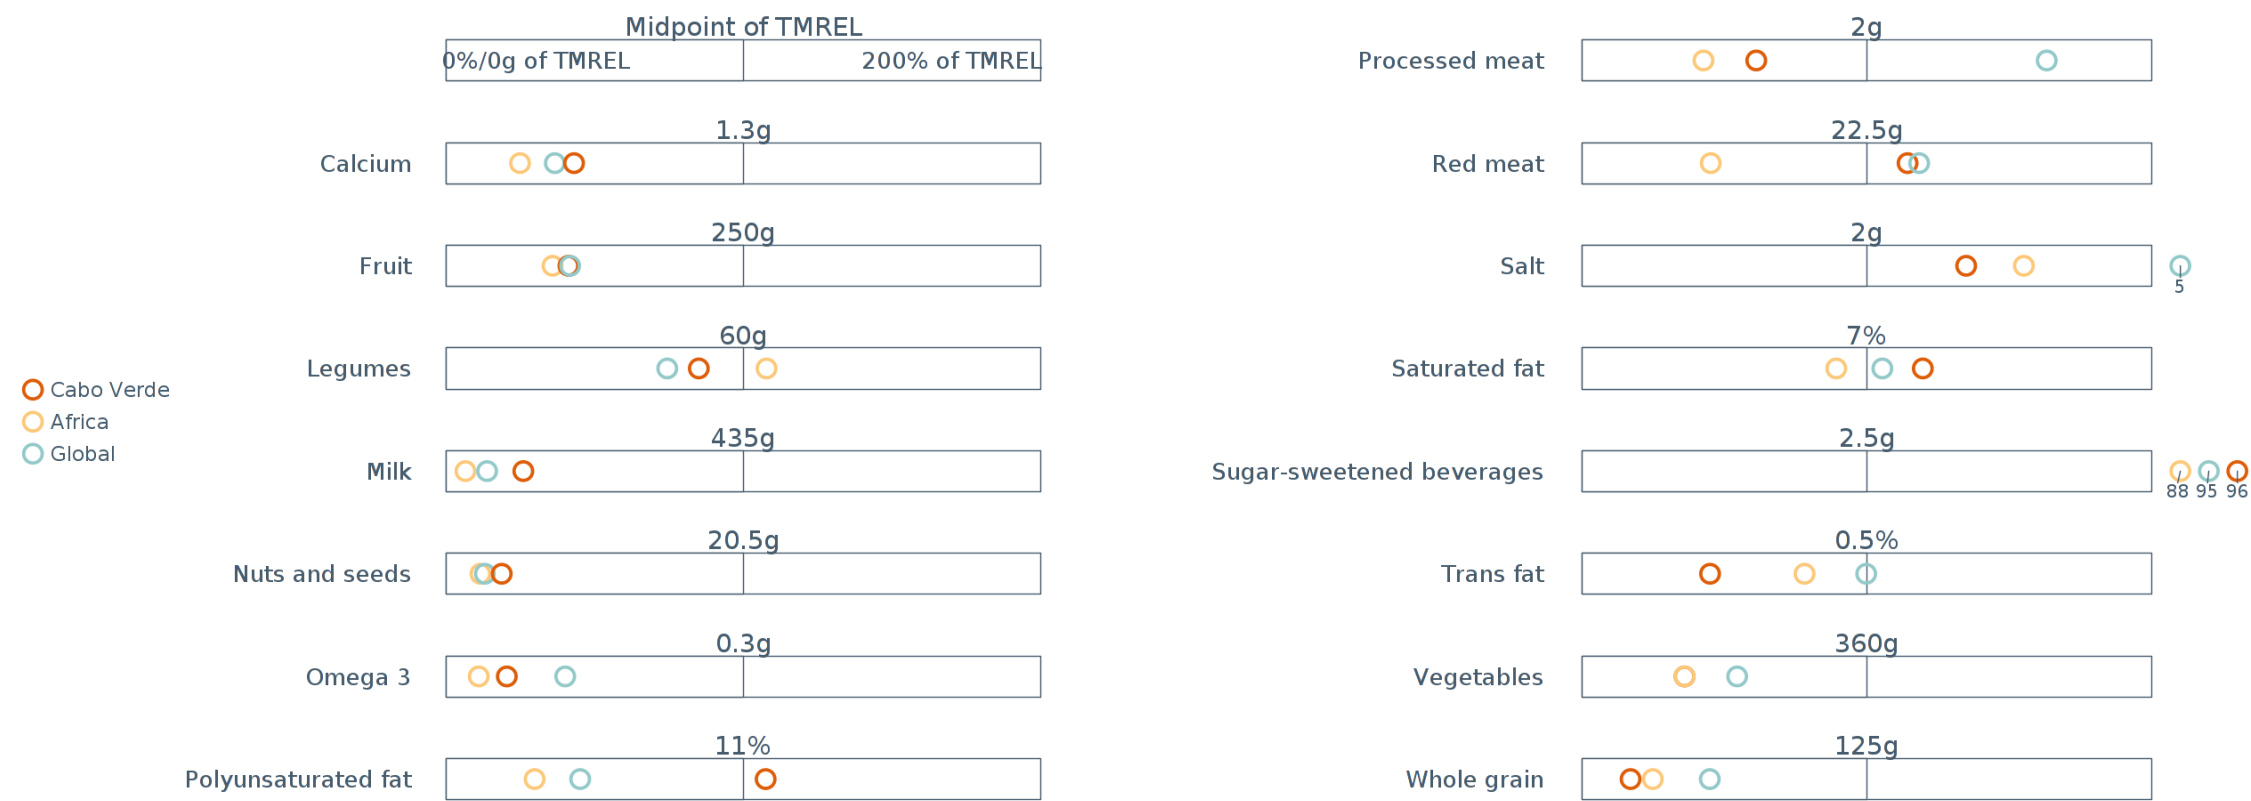 Midpoint of TMREL
0%/0g of TMREL 200% of TMREL
1.3g
Calcium
250g
Fruit
60g
Legumes
435g
Milk
20.5g
Nuts and seeds
0.3g
Omega 3
11%
Polyunsaturated fat
Cabo Verde
Africa
Global
2g
Processed meat
22.5g
Red meat
2g
Salt
5
7%
Saturated fat
2.5g
Sugar-sweetened beverages
88 95 96
0.5%
Trans fat
360g
Vegetables
125g
Whole grain